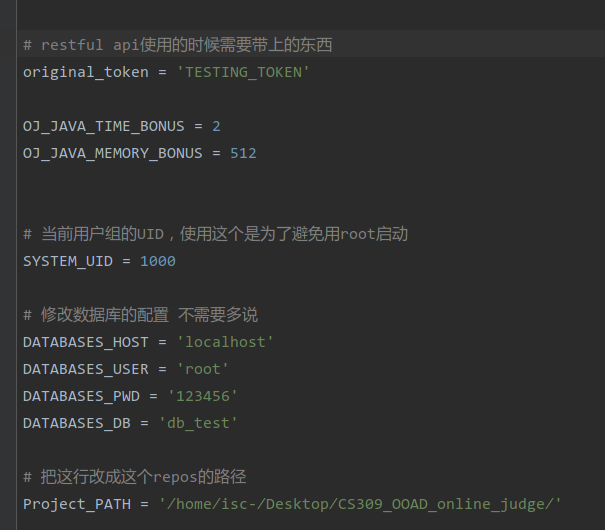 # restful api使用的时候需要带上的东西
original_token = 'TESTING_TOKEN'
OJ_JAVA_TIME_BONUS = 2
OJ_JAVA_MEMORY_BONUS = 512
# 当前用户组的UID，使用这个是为了避免用root启动
SYSTEM_UID = 1000
# 修改数据库的配置 不需要多说
DATABASES_HOST = 'localhost'
DATABASES_USER = 'root'
DATABASES_PWD = '123456'
DATABASES_DB = 'db_test'
# 把这行改成这个repos的路径
Project_PATH = '/home/isc-/Desktop/CS309_OOAD_online_judge/'